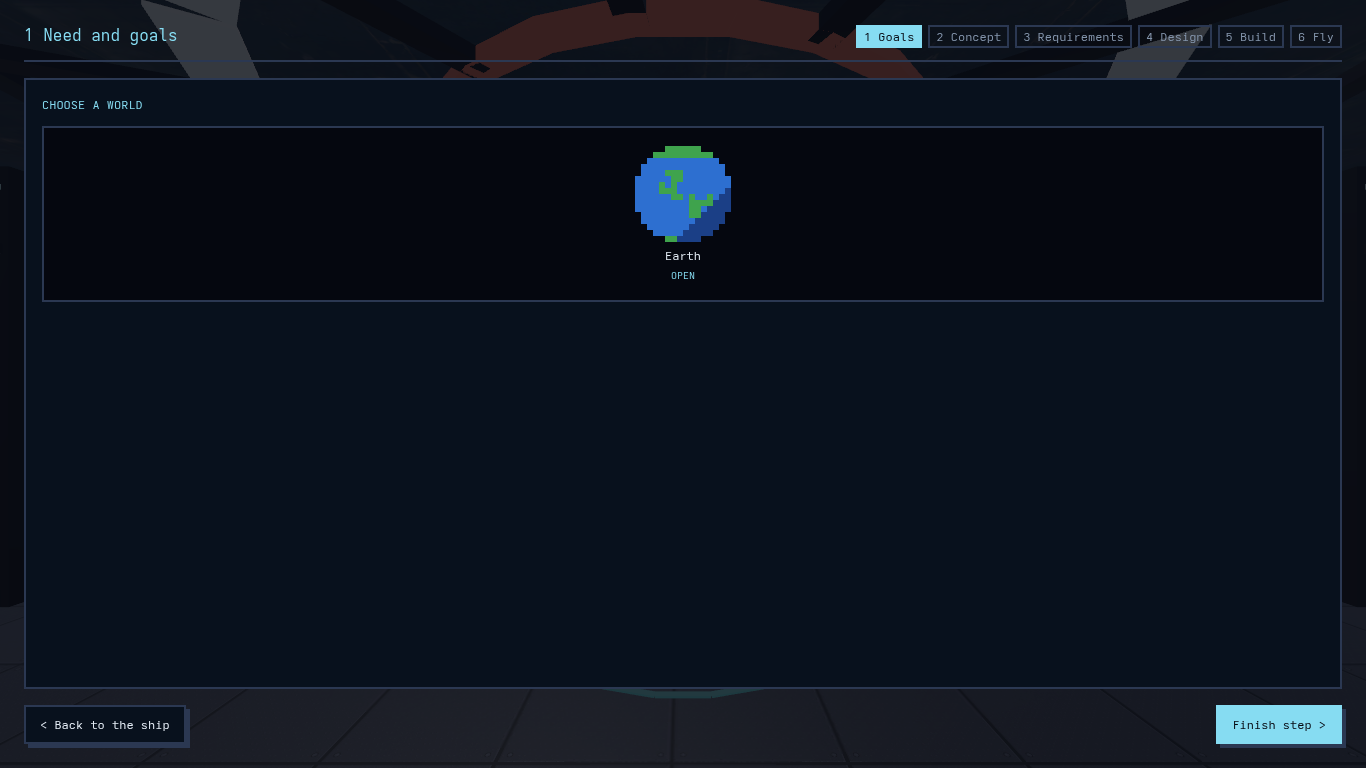 1 Need and goals
1 Goals
2 Concept
3 Requirements
4 Design
5 Build
6 Fly
CHOOSE A WORLD
Earth
OPEN
< Back to the ship
Finish step >